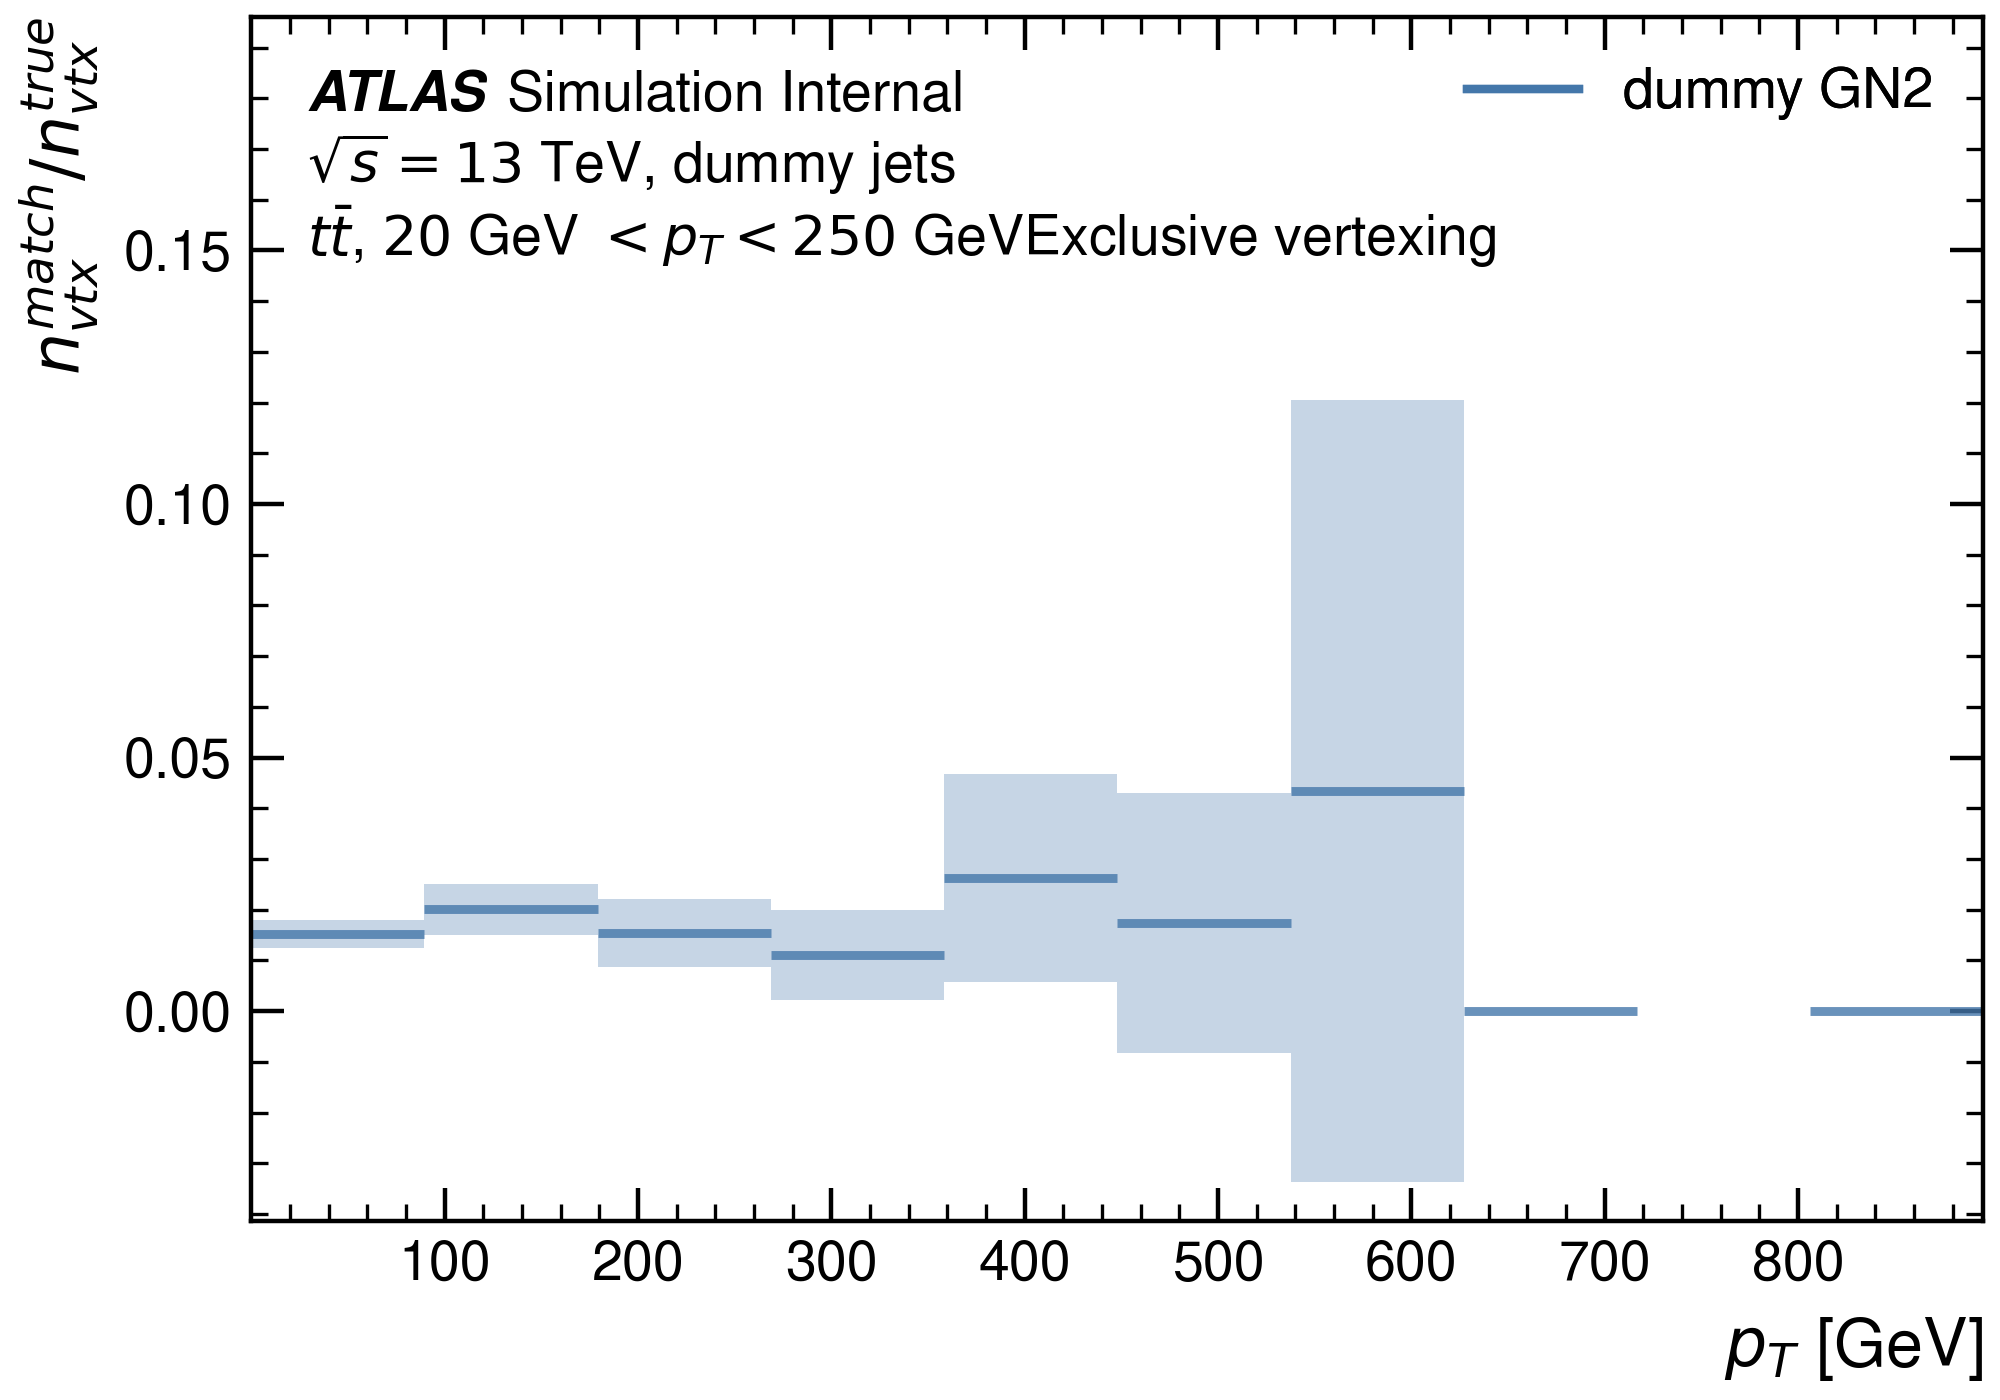 ATLAS Simulation Internal
dummy GN2
√s = 13 TeV, dummy jets
tt̄, 20 GeV < p_T < 250 GeVExclusive vertexing
n_vtx^match/n_vtx^true
0.15
0.10
0.05
0.00
100 200 300 400 500 600 700 800
p_T [GeV]